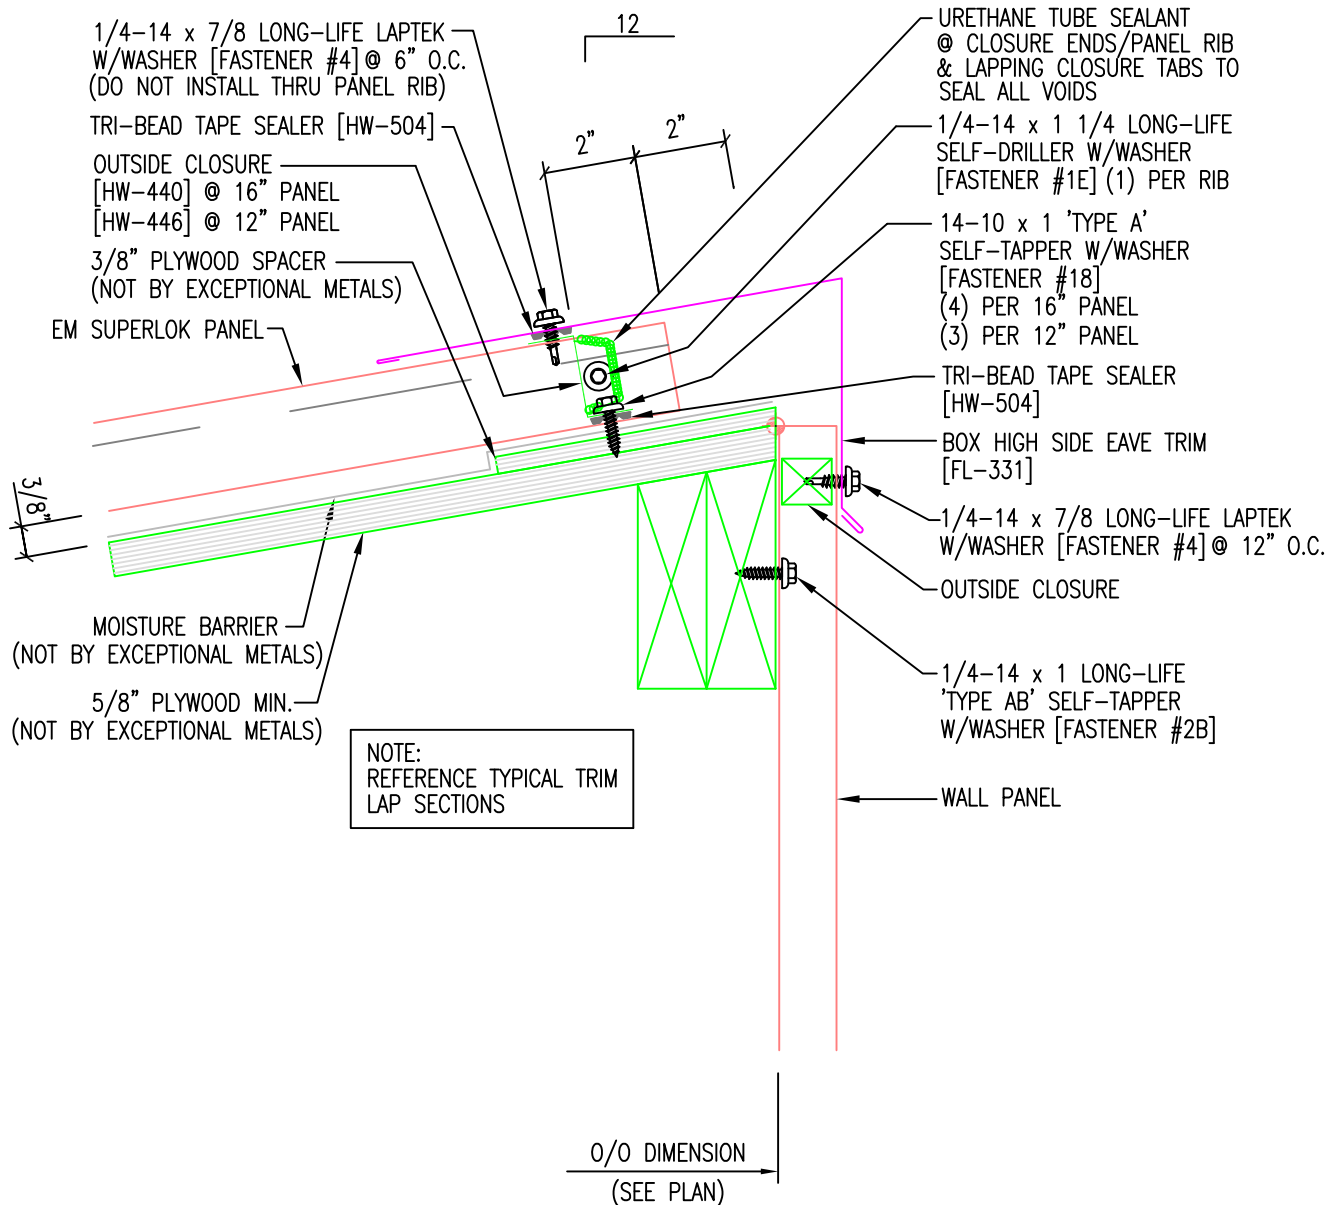 1/4-14 x 7/8 LONG-LIFE LAPTEK
W/WASHER [FASTENER #4] @ 6" O.C.
(DO NOT INSTALL THRU PANEL RIB)
TRI-BEAD TAPE SEALER [HW-504]
OUTSIDE CLOSURE
[HW-440] @ 16" PANEL
[HW-446] @ 12" PANEL
3/8" PLYWOOD SPACER
(NOT BY EXCEPTIONAL METALS)
EM SUPERLOK PANEL
3/8"
MOISTURE BARRIER
(NOT BY EXCEPTIONAL METALS)
5/8" PLYWOOD MIN.
(NOT BY EXCEPTIONAL METALS)
12
2"
2"
URETHANE TUBE SEALANT
@ CLOSURE ENDS/PANEL RIB
& LAPPING CLOSURE TABS TO
SEAL ALL VOIDS
1/4-14 x 1 1/4 LONG-LIFE
SELF-DRILLER W/WASHER
[FASTENER #1E] (1) PER RIB
14-10 x 1 'TYPE A'
SELF-TAPPER W/WASHER
[FASTENER #18]
(4) PER 16" PANEL
(3) PER 12" PANEL
TRI-BEAD TAPE SEALER
[HW-504]
BOX HIGH SIDE EAVE TRIM
[FL-331]
1/4-14 x 7/8 LONG-LIFE LAPTEK
W/WASHER [FASTENER #4] @ 12" O.C.
OUTSIDE CLOSURE
1/4-14 x 1 LONG-LIFE
'TYPE AB' SELF-TAPPER
W/WASHER [FASTENER #2B]
WALL PANEL
NOTE:
REFERENCE TYPICAL TRIM
LAP SECTIONS
O/O DIMENSION
(SEE PLAN)